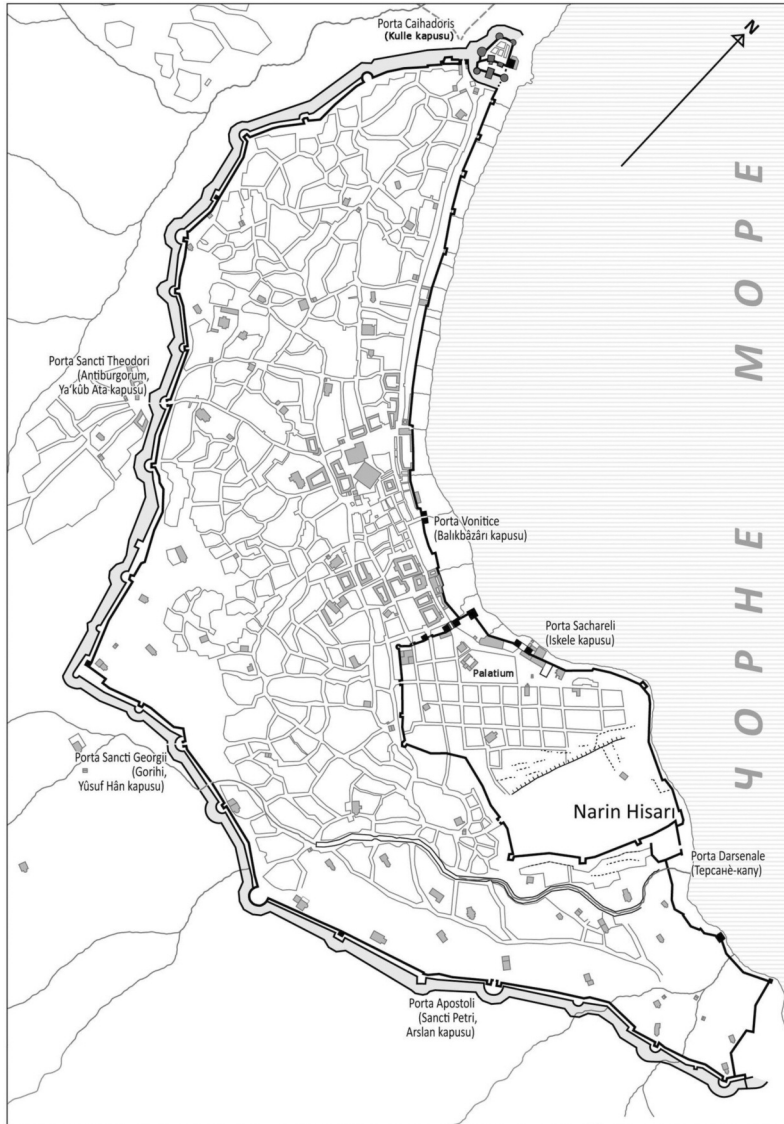 Porta Caihadoris
(Kulle kapusu)
N
ЧОРНЕ МОРЕ
Porta Sancti Theodori
(Antiburgorum,
Ya‘kûb Ata kapusu)
Porta Vonitice
(Balıkbâzârı kapusu)
Porta Sachareli
(Iskele kapusu)
Palatium
Porta Sancti Georgii
(Gorihi,
Yûsuf Hân kapusu)
Narin Hisarı
Porta Darsenale
(Терсанѐ-капу)
Porta Apostoli
(Sancti Petri,
Arslan kapusu)